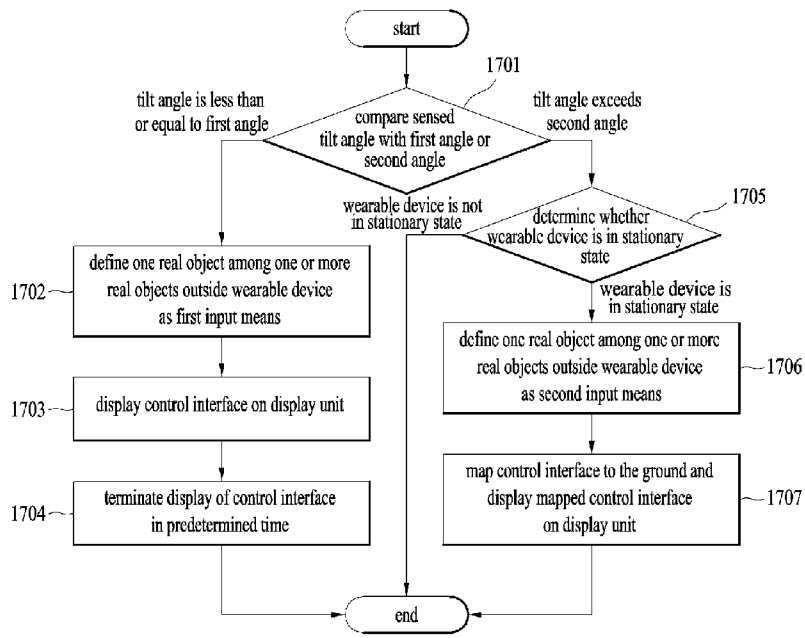 start
1701
tilt angle is less than
or equal to first angle
compare sensed
tilt angle with first angle or
second angle
tilt angle exceeds
second angle
wearable device is not
in stationary state
1705
determine whether
wearable device is in stationary
state
1702
define one real object among one or more
real objects outside wearable device
as first input means
wearable device is
in stationary state
1703
display control interface on display unit
define one real object among one or more
real objects outside wearable device
as second input means
1706
1704
terminate display of control interface
in predetermined time
map control interface to the ground and
display mapped control interface
on display unit
1707
end